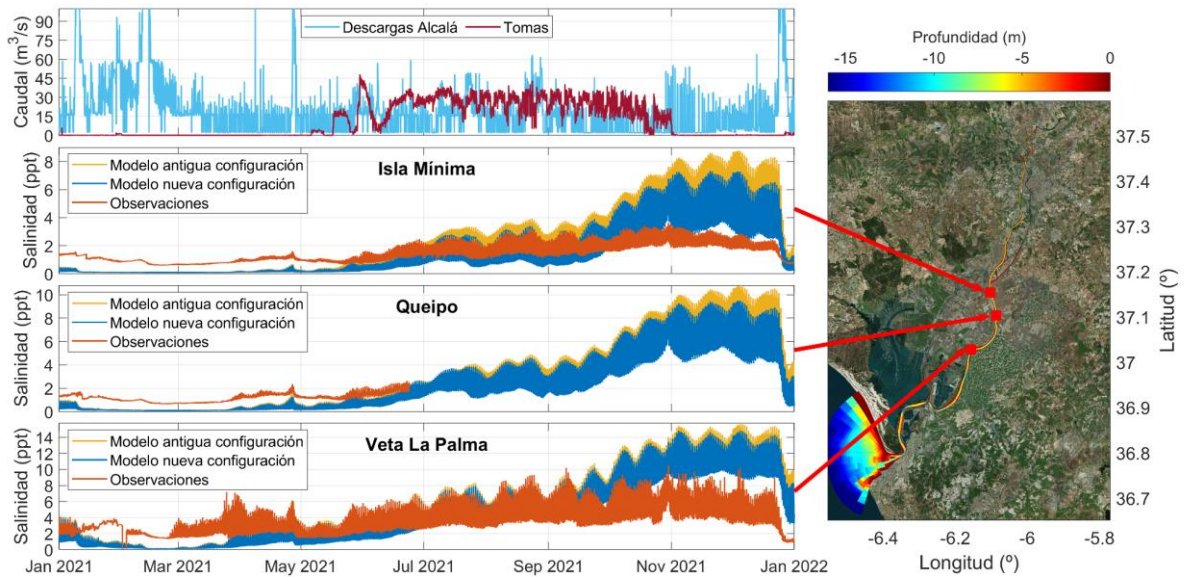 Caudal (m³/s)
90
75
60
45
30
15
0
Descargas Alcalá
Tomas
Salinidad (ppt)
8
6
4
2
0
Modelo antigua configuración
Modelo nueva configuración
Observaciones
Isla Mínima
Salinidad (ppt)
10
8
6
4
2
0
Modelo antigua configuración
Modelo nueva configuración
Observaciones
Queipo
Salinidad (ppt)
14
12
10
8
6
4
2
0
Modelo antigua configuración
Modelo nueva configuración
Observaciones
Veta La Palma
Jan 2021
Mar 2021
May 2021
Jul 2021
Sep 2021
Nov 2021
Jan 2022
Profundidad (m)
-15
-10
-5
0
37.5
37.4
37.3
37.2
37.1
37
36.9
36.8
36.7
Latitud (º)
-6.4
-6.2
-6
-5.8
Longitud (º)